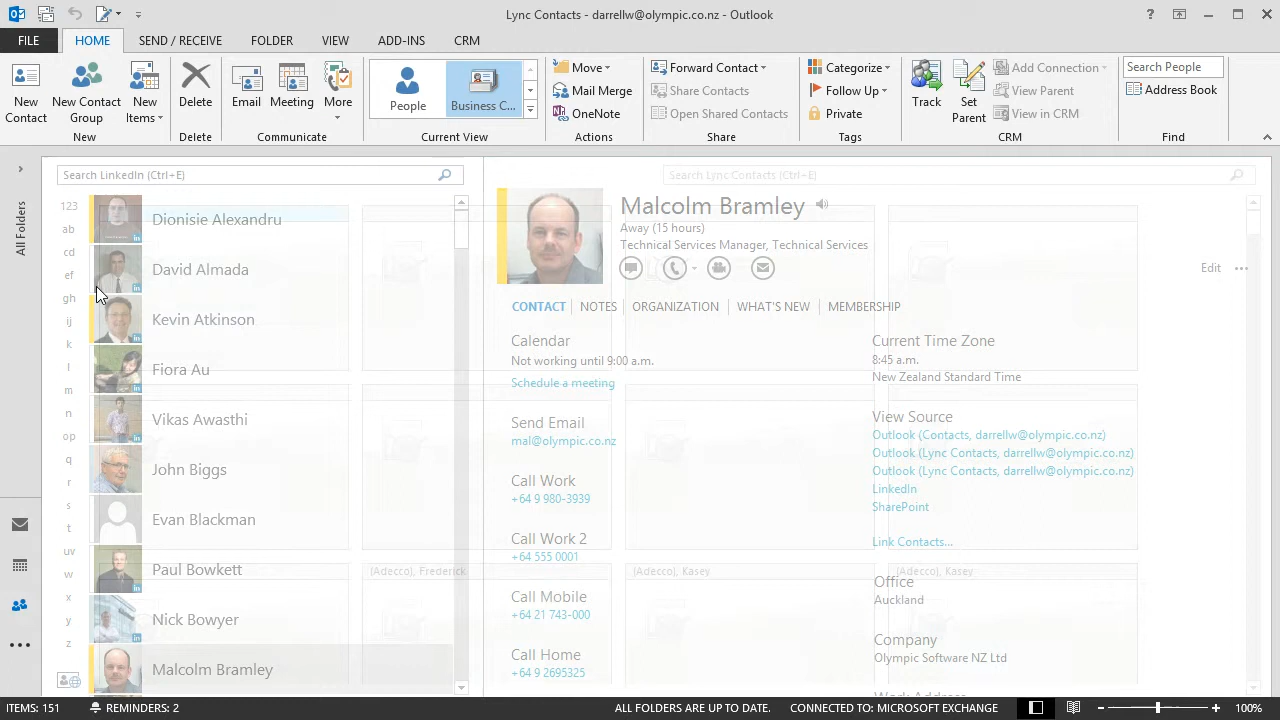 Lync Contacts - darrellw@olympic.co.nz - Outlook
FILE
HOME
SEND / RECEIVE
FOLDER
VIEW
ADD-INS
CRM
New Contact
New Contact Group
New Items
New
Delete
Delete
Email
Meeting
More
Communicate
People
Business C...
Current View
Move
Mail Merge
OneNote
Actions
Forward Contact
Share Contacts
Open Shared Contacts
Share
Categorize
Follow Up
Private
Tags
Track
Set Parent
Add Connection
View Parent
View in CRM
CRM
Search People
Address Book
Find
All Folders
Search LinkedIn (Ctrl+E)
Search Lync Contacts (Ctrl+E)
123
ab
cd
ef
gh
ij
k
l
m
n
op
q
r
s
t
uv
w
x
y
z
Dionisie Alexandru
David Almada
Kevin Atkinson
Fiora Au
Vikas Awasthi
John Biggs
Evan Blackman
Paul Bowkett
Nick Bowyer
Malcolm Bramley
Malcolm Bramley
Away (15 hours)
Technical Services Manager, Technical Services
Edit
CONTACT
NOTES
ORGANIZATION
WHAT'S NEW
MEMBERSHIP
Calendar
Not working until 9:00 a.m.
Schedule a meeting
Send Email
mal@olympic.co.nz
Call Work
+64 9 980-3939
Call Work 2
+64 555 0001
Call Mobile
+64 21 743-000
Call Home
+64 9 2695325
Current Time Zone
8:45 a.m.
New Zealand Standard Time
View Source
Outlook (Contacts, darrellw@olympic.co.nz)
Outlook (Lync Contacts, darrellw@olympic.co.nz)
Outlook (Lync Contacts, darrellw@olympic.co.nz)
LinkedIn
SharePoint
Link Contacts...
Office
Auckland
Company
Olympic Software NZ Ltd
(Adecco), Frederick
(Adecco), Kasey
(Adecco), Kasey
ITEMS: 151
REMINDERS: 2
ALL FOLDERS ARE UP TO DATE.
CONNECTED TO: MICROSOFT EXCHANGE
100%